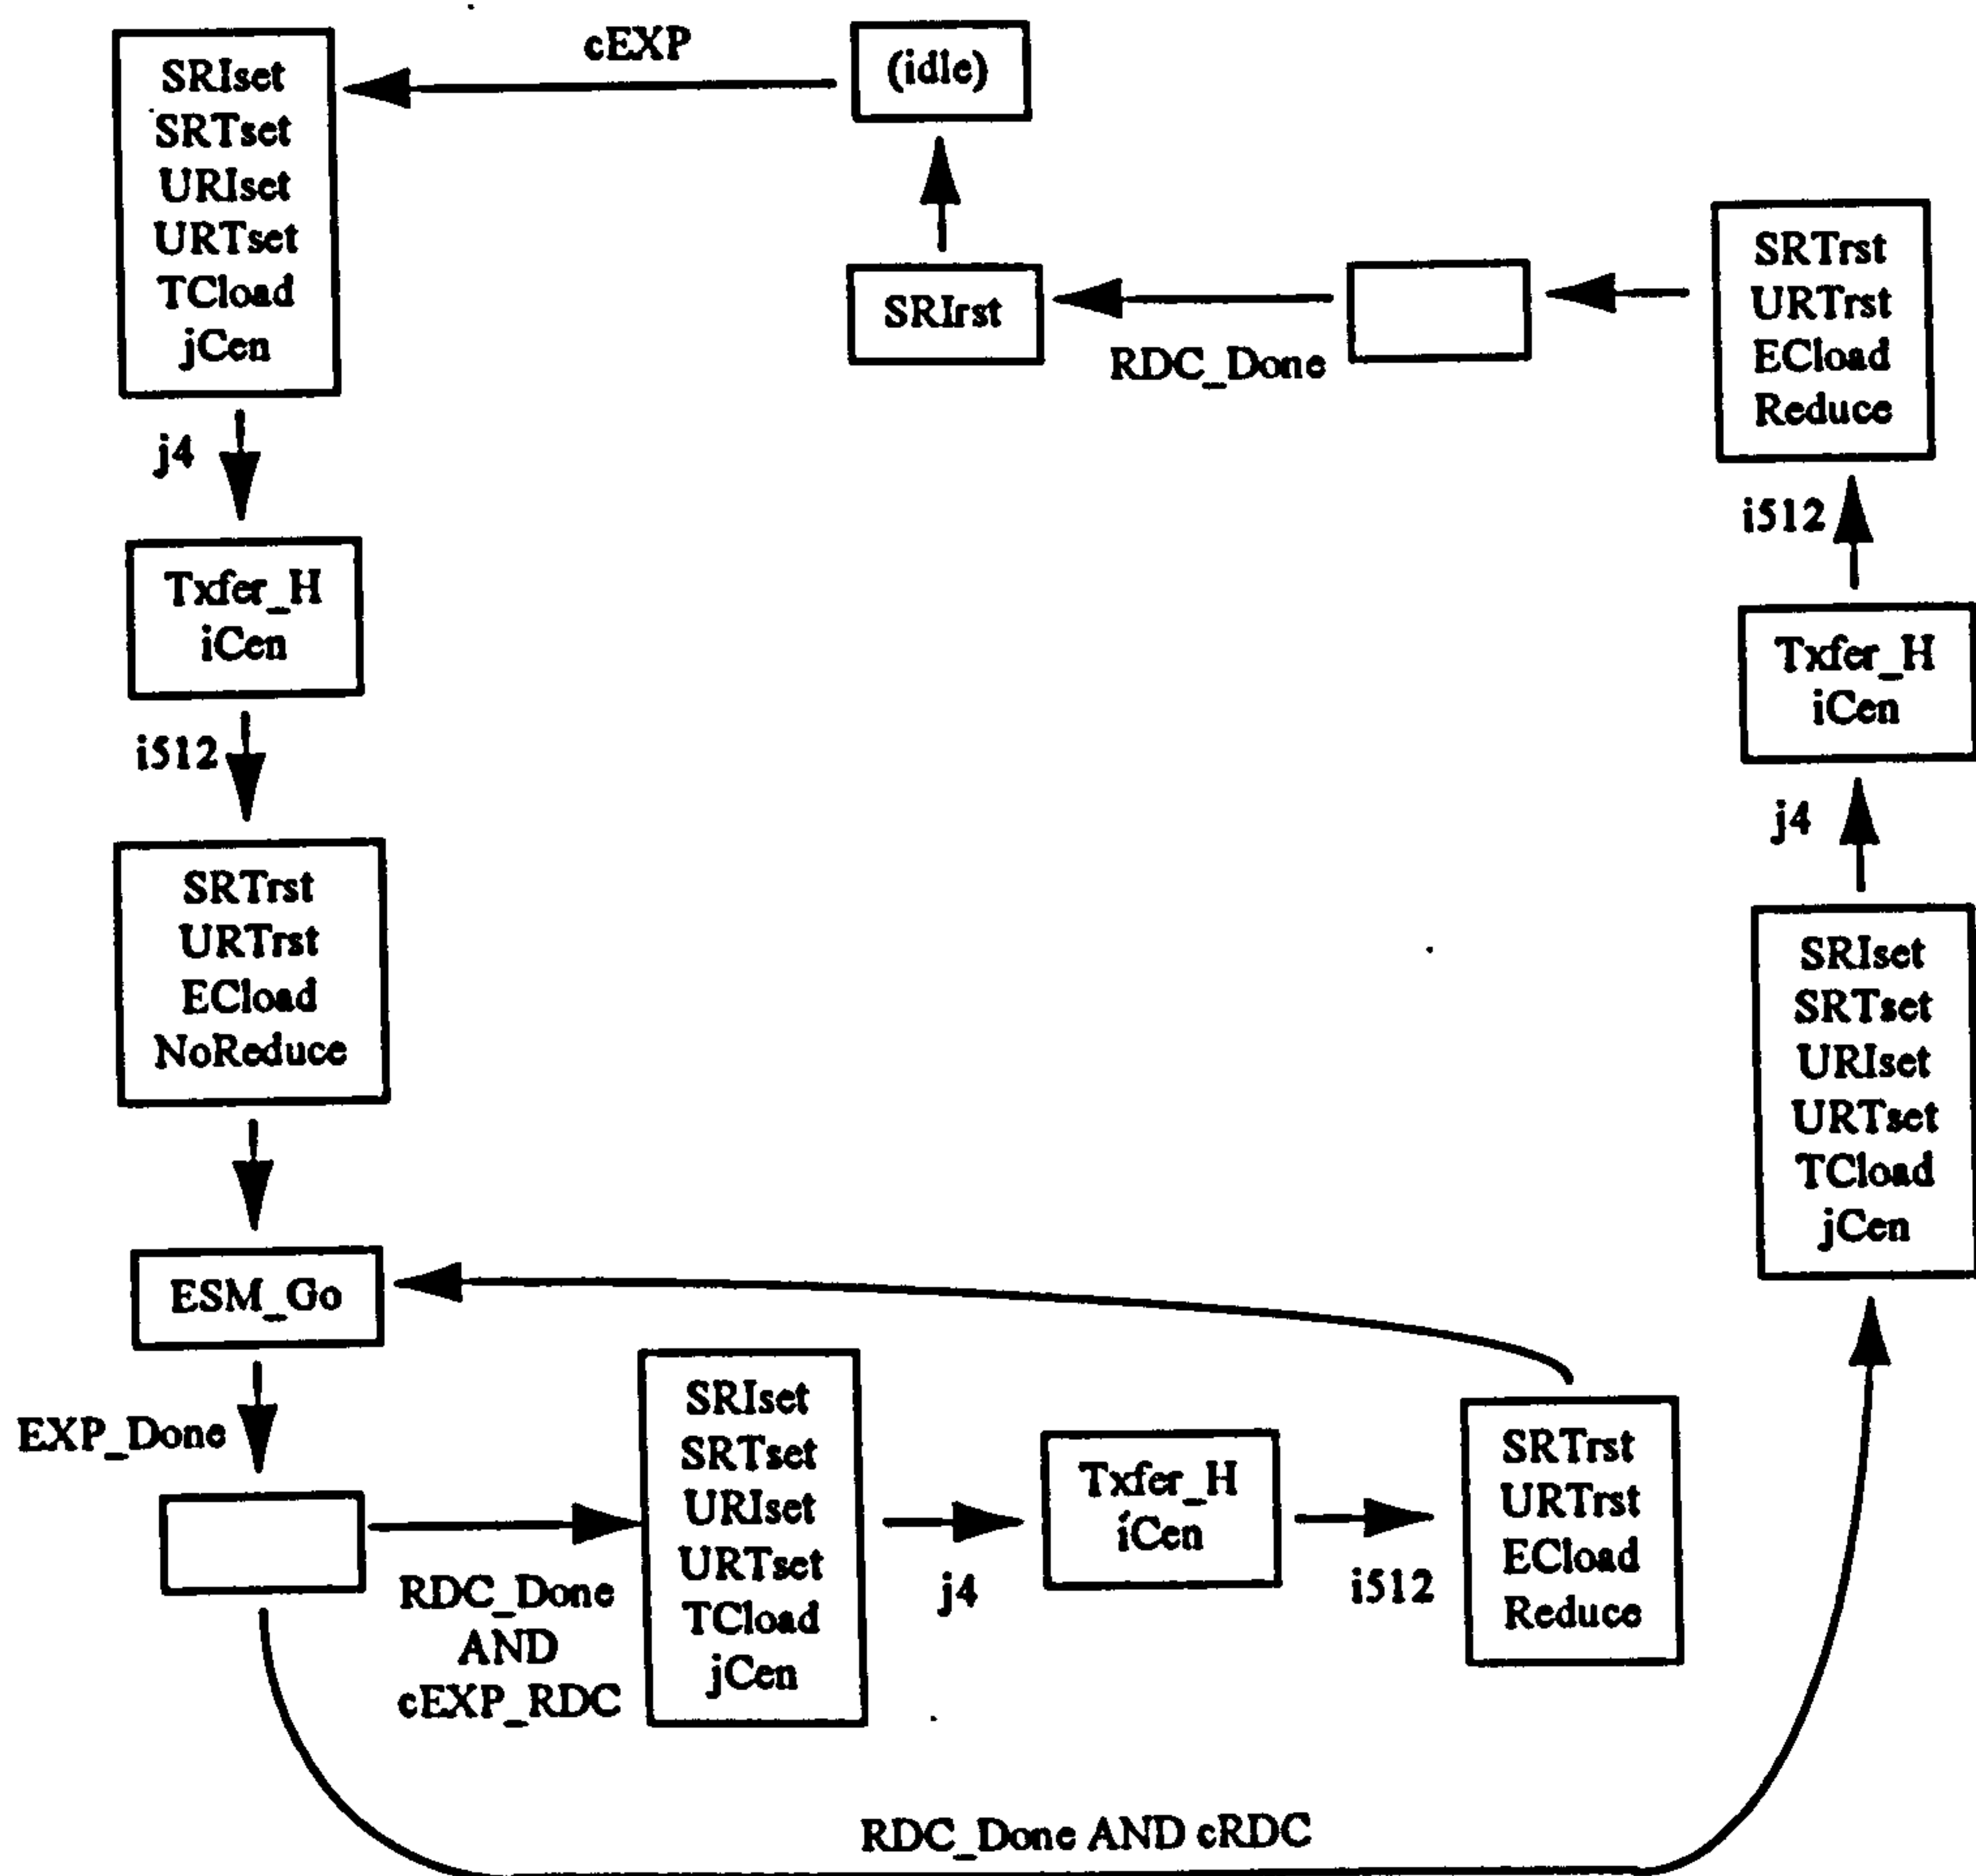 cEXP
(idle)
SRIset
SRTset
URIset
URTset
TCload
jCen
SRIrst
RDC_Done
SRTrst
URTrst
ECload
Reduce
j4
i512
Txfer_H
iCen
Txfer_H
iCen
i512
j4
SRTrst
URTrst
ECload
NoReduce
SRIset
SRTset
URIset
URTset
TCload
jCen
ESM_Go
EXP_Done
RDC_Done
AND
cEXP_RDC
SRIset
SRTset
URIset
URTset
TCload
jCen
j4
Txfer_H
iCen
i512
SRTrst
URTrst
ECload
Reduce
RDC_Done AND cRDC